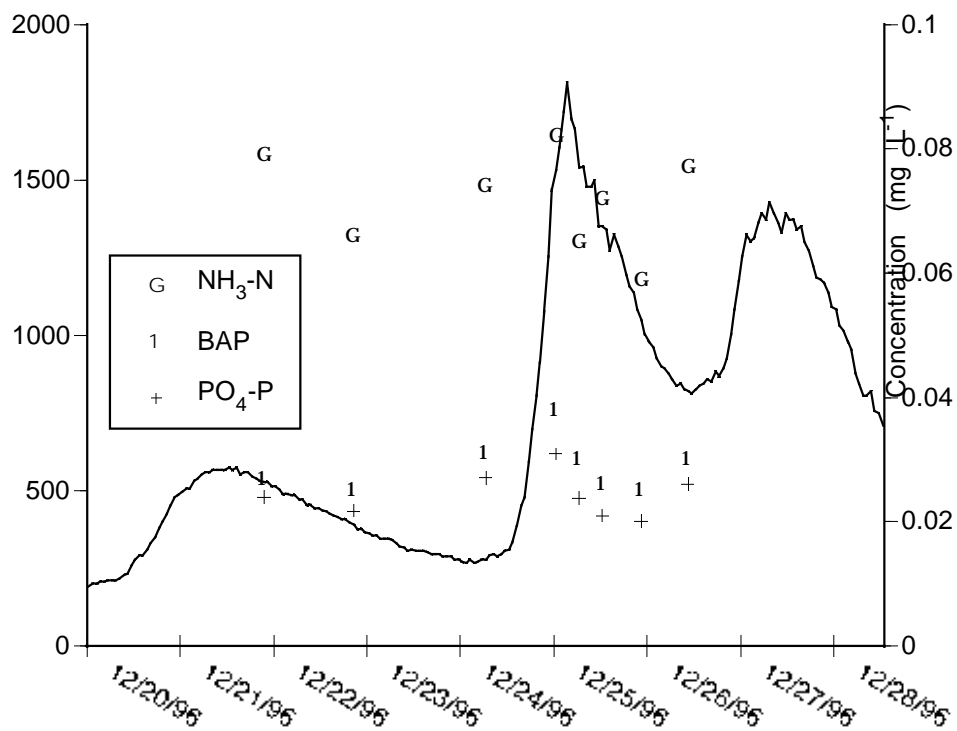 2000
1500
1000
500
0
0.1
0.08
0.06
0.04
0.02
0
Concentration (mg L-1)
G NH3-N
1 BAP
+ PO4-P
G
G
G
G
G
G
G
G
1
1
1
1
1
1
1
1
12/20/96
12/21/96
12/22/96
12/23/96
12/24/96
12/25/96
12/26/96
12/27/96
12/28/96